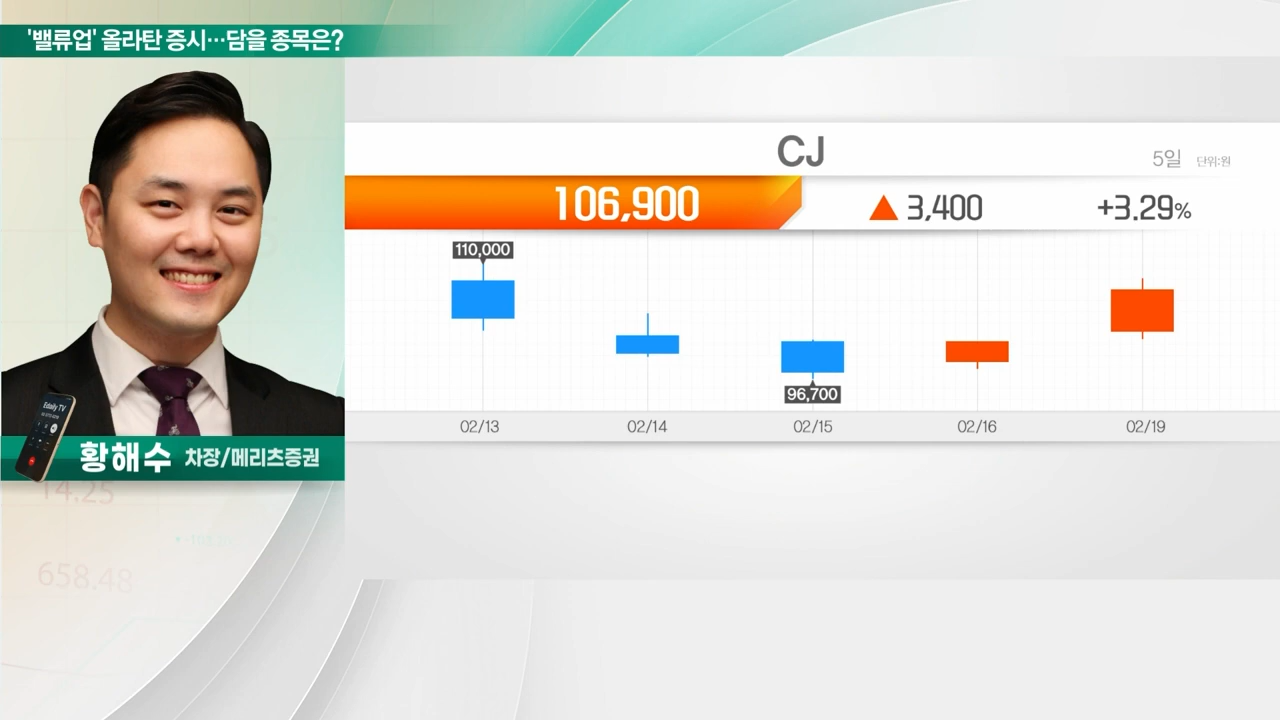 '밸류업' 올라탄 증시…담을 종목은?
CJ
5일 단위:원
106,900 ▲ 3,400 +3.29%
110,000
96,700
02/13 02/14 02/15 02/16 02/19
Edaily TV
황해수 차장/메리츠증권
14.25
658.48